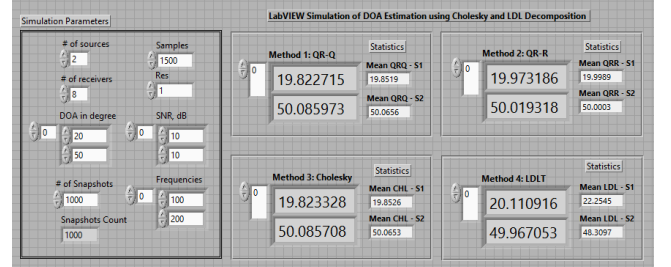 LabVIEW Simulation of DOA Estimation using Cholesky and LDL Decomposition
Simulation Parameters
# of sources
2
Samples
1500
# of receivers
8
Res
1
DOA in degree
0
20
50
SNR, dB
0
10
10
# of Snapshots
1000
Snapshots Count
1000
Frequencies
0
100
200
Method 1: QR-Q
0
19.822715
50.085973
Statistics
Mean QRQ - S1
19.8519
Mean QRQ - S2
50.0656
Method 2: QR-R
0
19.973186
50.019318
Statistics
Mean QRR - S1
19.9989
Mean QRR - S2
50.0003
Method 3: Cholesky
0
19.823328
50.085708
Statistics
Mean CHL - S1
19.8526
Mean CHL - S2
50.0653
Method 4: LDLT
0
20.110916
49.967053
Statistics
Mean LDL - S1
22.2545
Mean LDL - S2
48.3097